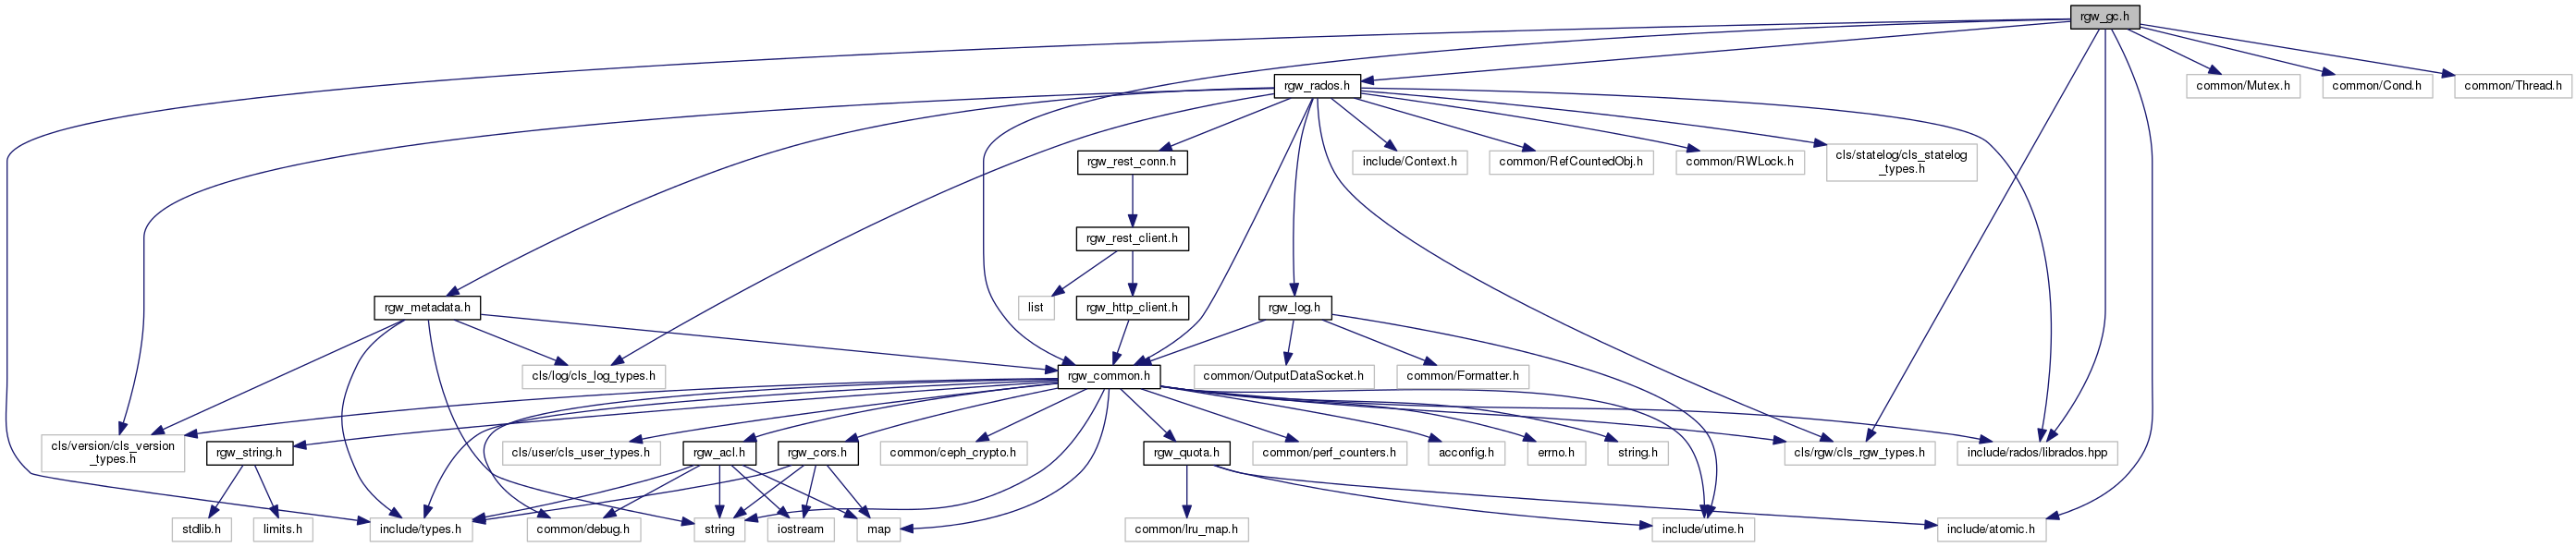 rgw_gc.h
rgw_rados.h
common/Mutex.h
common/Cond.h
common/Thread.h
rgw_rest_conn.h
include/Context.h
common/RefCountedObj.h
common/RWLock.h
cls/statelog/cls_statelog
_types.h
rgw_rest_client.h
rgw_metadata.h
list
rgw_http_client.h
rgw_log.h
cls/log/cls_log_types.h
rgw_common.h
common/OutputDataSocket.h
common/Formatter.h
cls/version/cls_version
_types.h
rgw_string.h
cls/user/cls_user_types.h
rgw_acl.h
rgw_cors.h
common/ceph_crypto.h
rgw_quota.h
common/perf_counters.h
acconfig.h
errno.h
string.h
cls/rgw/cls_rgw_types.h
include/rados/librados.hpp
stdlib.h
limits.h
include/types.h
common/debug.h
string
iostream
map
common/lru_map.h
include/utime.h
include/atomic.h